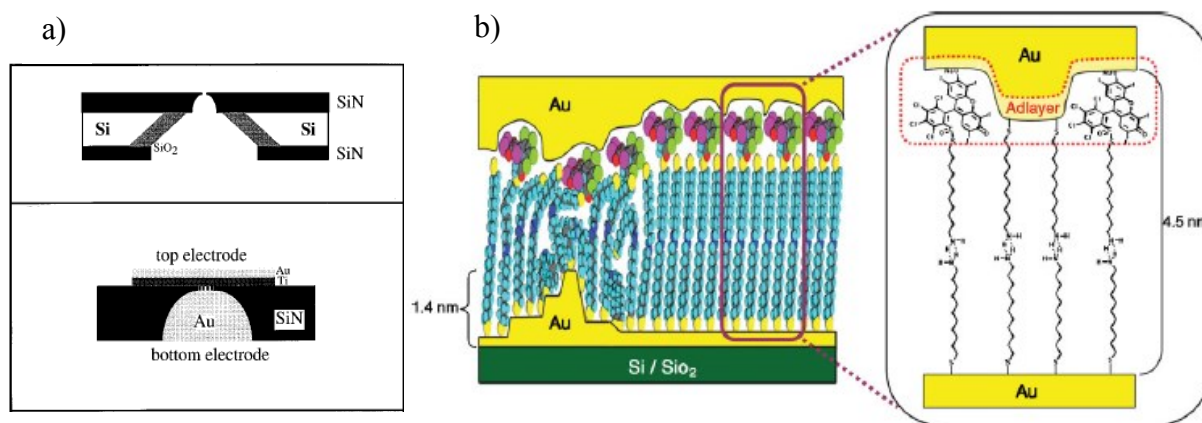 a)
SiN
Si
Si
SiO2
SiN
top electrode
Au
Ti
Au
SiN
bottom electrode
b)
Au
1.4 nm
Au
Si / Sio2
Au
Adlayer
4.5 nm
Au